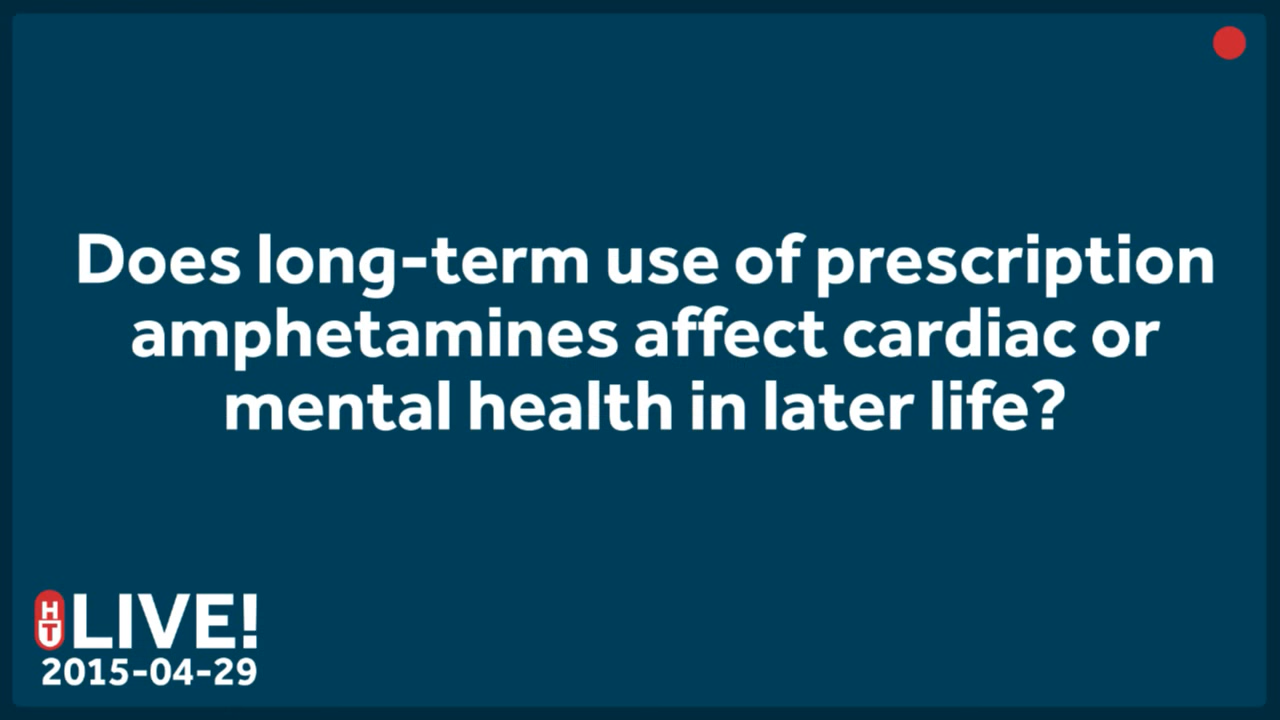 Does long-term use of prescription
amphetamines affect cardiac or
mental health in later life?
HT LIVE!
2015-04-29